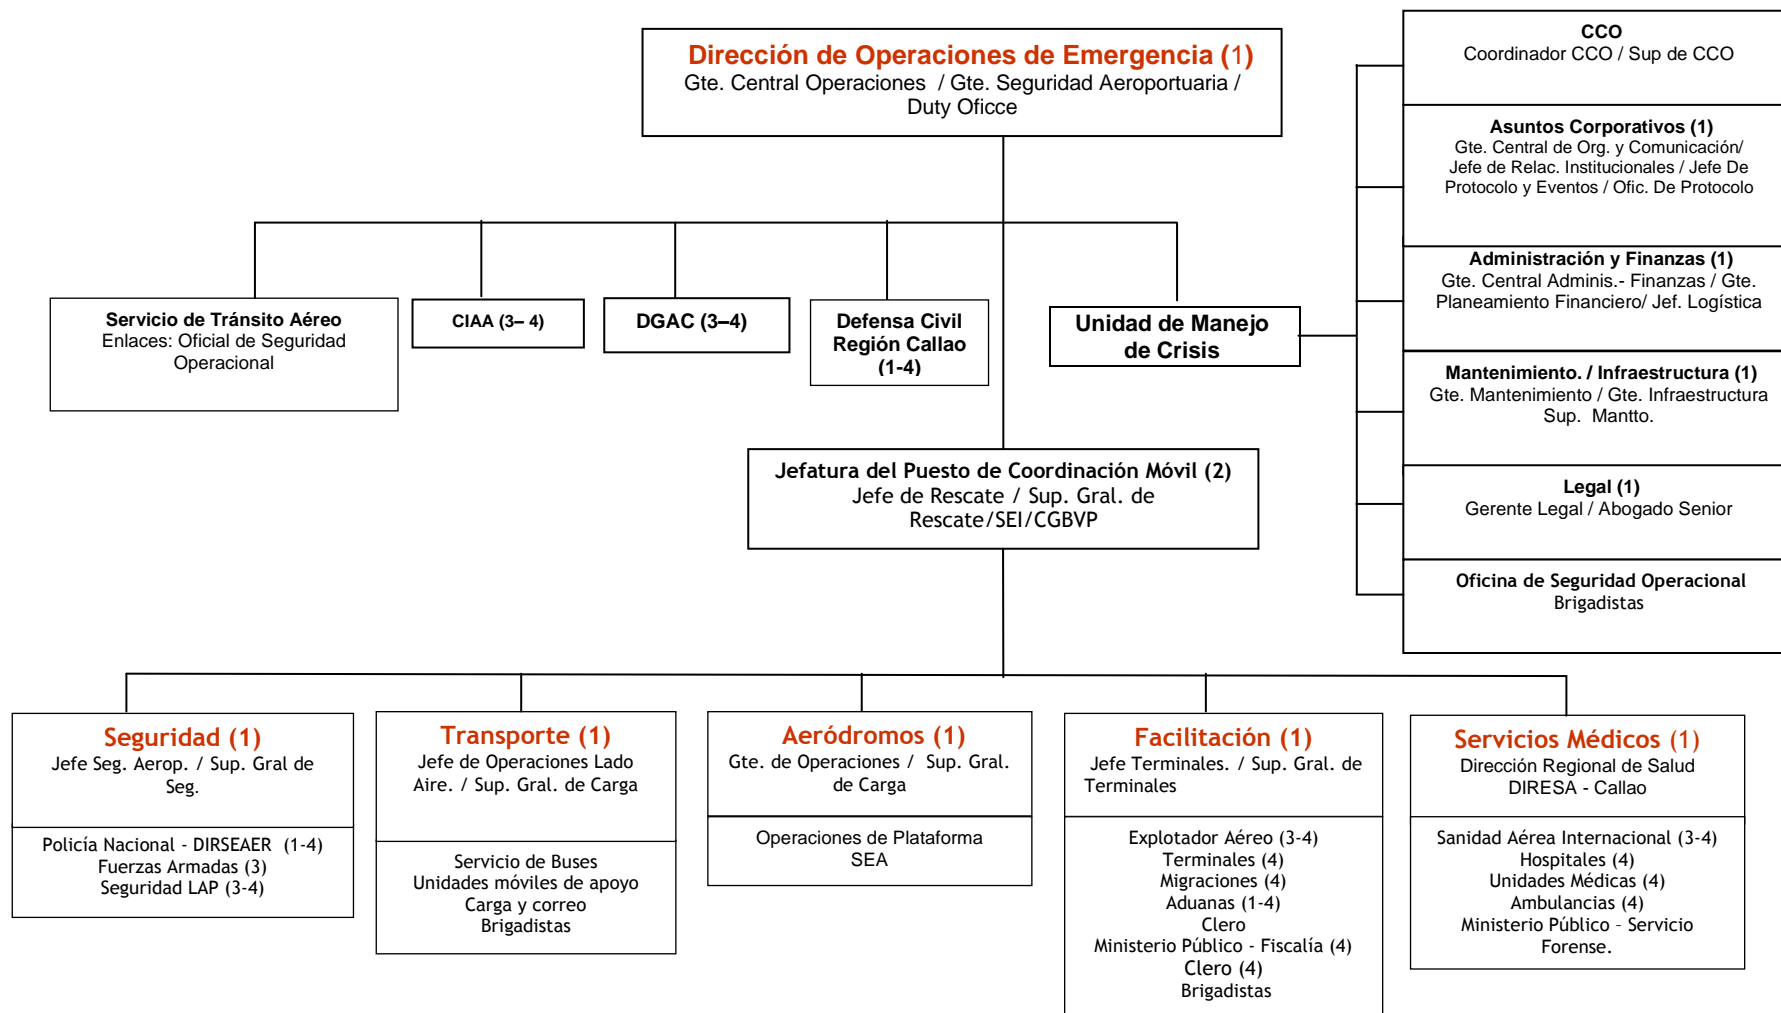 Dirección de Operaciones de Emergencia (1)
Gte. Central Operaciones / Gte. Seguridad Aeroportuaria /
Duty Oficce
CCO
Coordinador CCO / Sup de CCO
Asuntos Corporativos (1)
Gte. Central de Org. y Comunicación/
Jefe de Relac. Institucionales / Jefe De
Protocolo y Eventos / Ofic. De Protocolo
Administración y Finanzas (1)
Gte. Central Adminis.- Finanzas / Gte.
Planeamiento Financiero/ Jef. Logística
Mantenimiento. / Infraestructura (1)
Gte. Mantenimiento / Gte. Infraestructura
Sup. Mantto.
Legal (1)
Gerente Legal / Abogado Senior
Oficina de Seguridad Operacional
Brigadistas
Servicio de Tránsito Aéreo
Enlaces: Oficial de Seguridad
Operacional
CIAA (3– 4)
DGAC (3–4)
Defensa Civil
Región Callao
(1-4)
Unidad de Manejo
de Crisis
Jefatura del Puesto de Coordinación Móvil (2)
Jefe de Rescate / Sup. Gral. de
Rescate/SEI/CGBVP
Seguridad (1)
Jefe Seg. Aerop. / Sup. Gral de
Seg.
Policía Nacional - DIRSEAER (1-4)
Fuerzas Armadas (3)
Seguridad LAP (3-4)
Transporte (1)
Jefe de Operaciones Lado
Aire. / Sup. Gral. de Carga
Servicio de Buses
Unidades móviles de apoyo
Carga y correo
Brigadistas
Aeródromos (1)
Gte. de Operaciones / Sup. Gral.
de Carga
Operaciones de Plataforma
SEA
Facilitación (1)
Jefe Terminales. / Sup. Gral. de
Terminales
Explotador Aéreo (3-4)
Terminales (4)
Migraciones (4)
Aduanas (1-4)
Clero
Ministerio Público - Fiscalía (4)
Clero (4)
Brigadistas
Servicios Médicos (1)
Dirección Regional de Salud
DIRESA - Callao
Sanidad Aérea Internacional (3-4)
Hospitales (4)
Unidades Médicas (4)
Ambulancias (4)
Ministerio Público – Servicio
Forense.